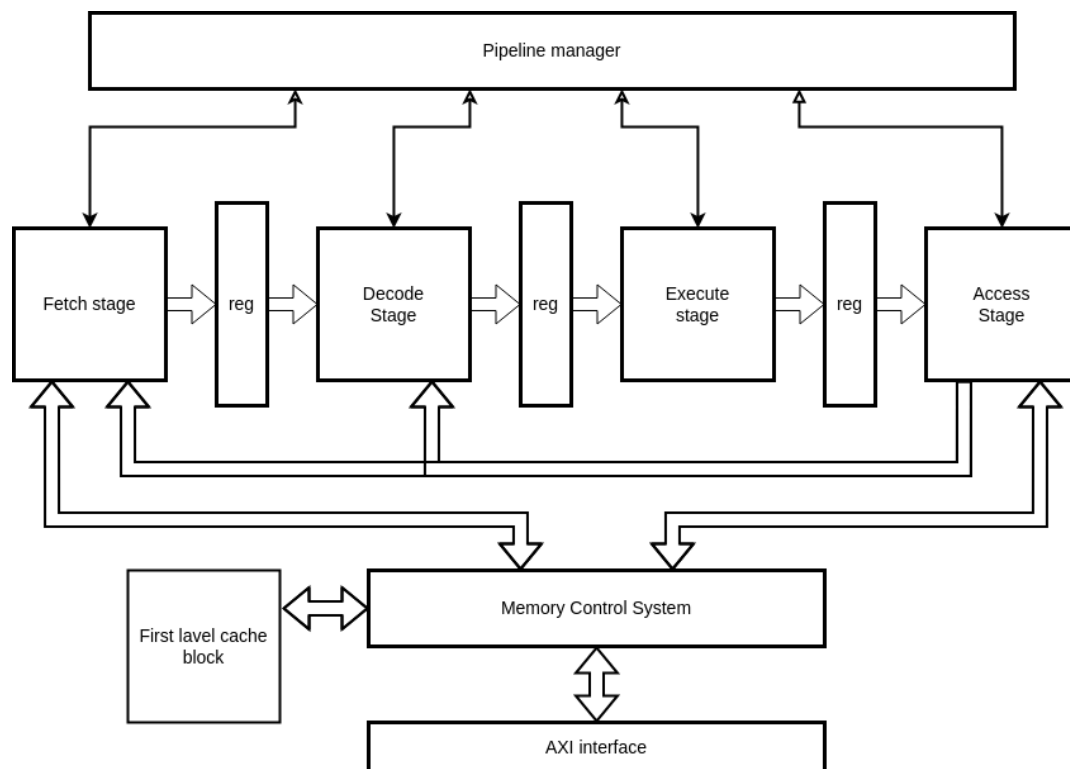 Pipeline manager
Fetch stage
reg
Decode
Stage
reg
Execute
stage
reg
Access
Stage
Memory Control System
First lavel cache
block
AXI interface